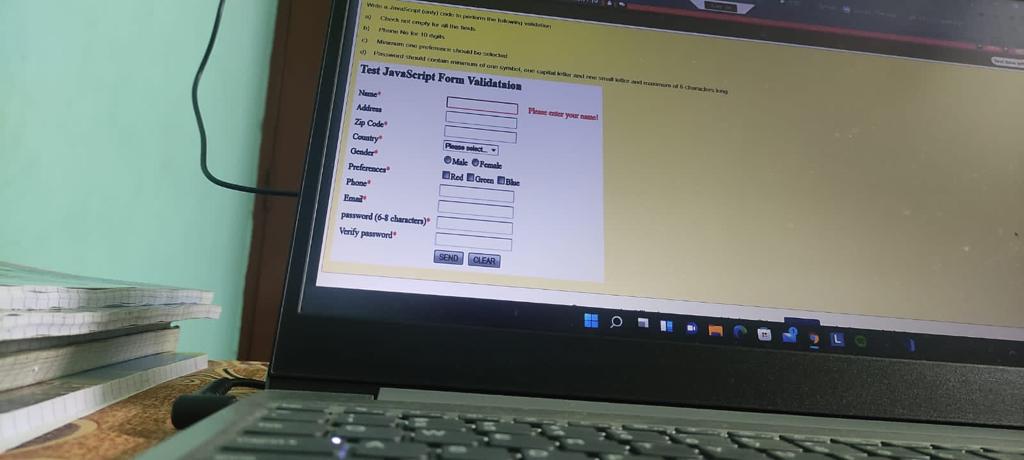 Write a JavaScript (only) code to perform the following validation
a) Check not empty for all the fields.
b) Phone No for 10 digits
c) Minimum one preference should be selected
d) Password should contain minimum of one symbol, one capital letter and one small letter and maximum of 6 characters long
Test JavaScript Form Validataion
Name* Please enter your name!
Address
Zip Code*
Country* Please select...
Gender* Male Female
Preferences* Red Green Blue
Phone*
Email*
password (6-8 characters)*
Verify password*
SEND CLEAR